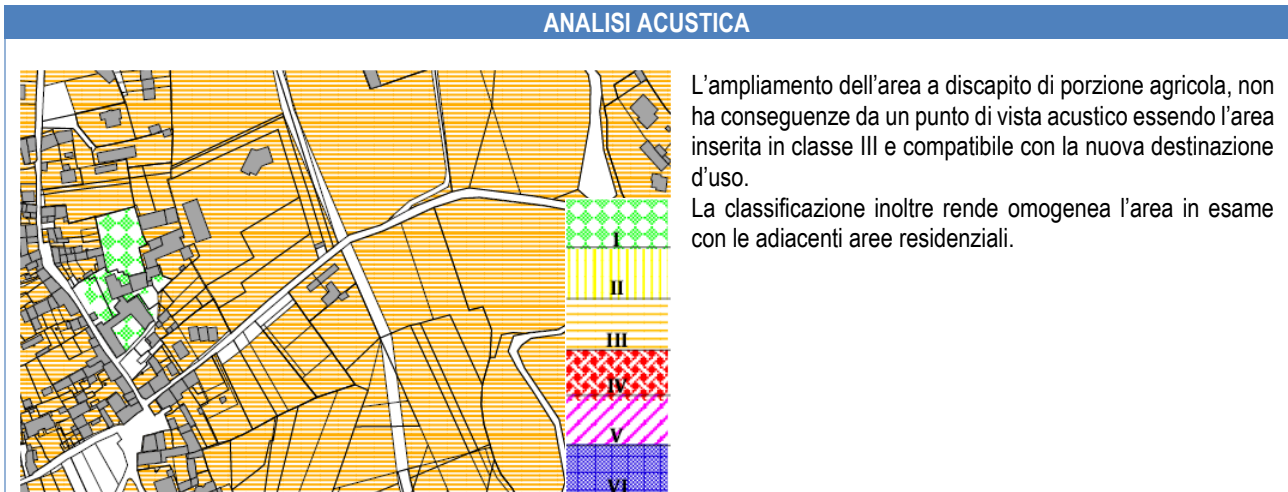 ANALISI ACUSTICA
L’ampliamento dell’area a discapito di porzione agricola, non
ha conseguenze da un punto di vista acustico essendo l’area
inserita in classe III e compatibile con la nuova destinazione
d’uso.
La classificazione inoltre rende omogenea l’area in esame
con le adiacenti aree residenziali.
I
II
III
IV
V
VI